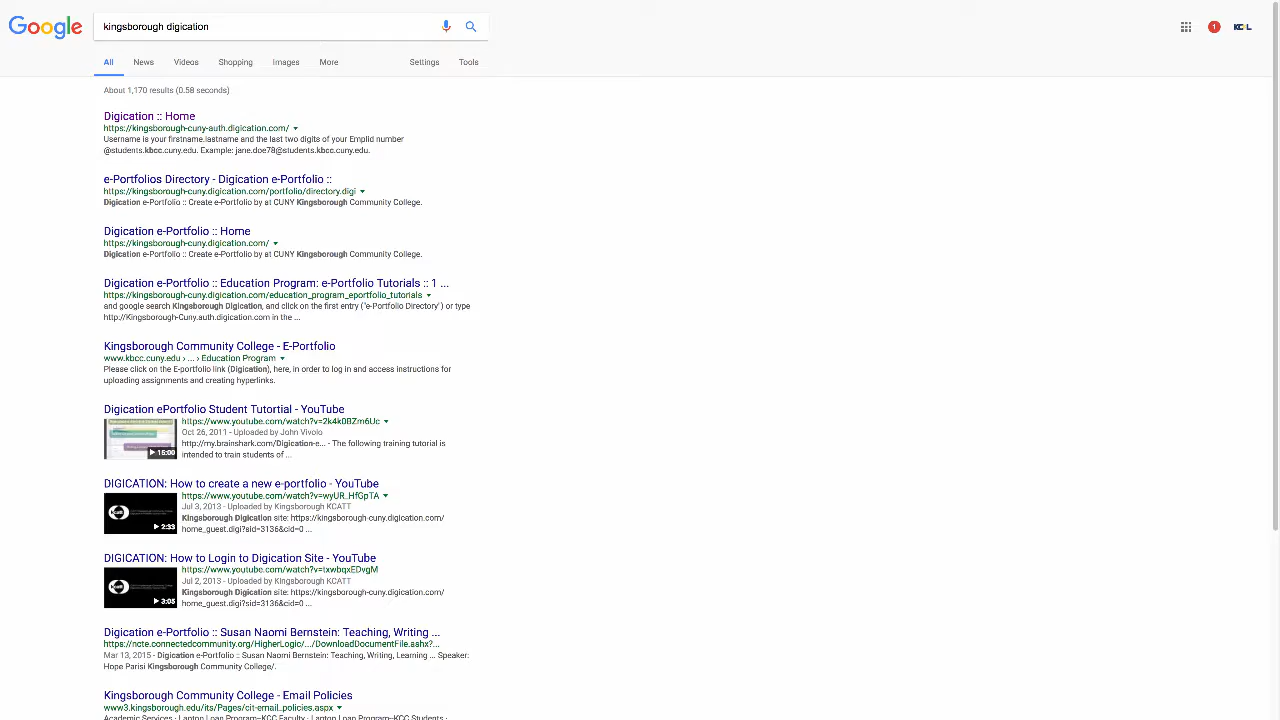 Google
kingsborough digication
1
KC L
All News Videos Shopping Images More Settings Tools
About 1,170 results (0.58 seconds)
Digication :: Home
https://kingsborough-cuny-auth.digication.com/
Username is your firstname.lastname and the last two digits of your Emplid number
@students.kbcc.cuny.edu. Example: jane.doe78@students.kbcc.cuny.edu.
e-Portfolios Directory - Digication e-Portfolio ::
https://kingsborough-cuny.digication.com/portfolio/directory.digi
Digication e-Portfolio :: Create e-Portfolio by at CUNY Kingsborough Community College.
Digication e-Portfolio :: Home
https://kingsborough-cuny.digication.com/
Digication e-Portfolio :: Create e-Portfolio by at CUNY Kingsborough Community College.
Digication e-Portfolio :: Education Program: e-Portfolio Tutorials :: 1 ...
https://kingsborough-cuny.digication.com/education_program_eportfolio_tutorials
and google search Kingsborough Digication, and click on the first entry ("e-Portfolio Directory') or type
http://Kingsborough-Cuny.auth.digication.com in the ...
Kingsborough Community College - E-Portfolio
www.kbcc.cuny.edu › ... › Education Program
Please click on the E-portfolio link (Digication), here, in order to log in and access instructions for
uploading assignments and creating hyperlinks.
Digication ePortfolio Student Tutortial - YouTube
https://www.youtube.com/watch?v=2k4k0BZm6Uc
Oct 26, 2011 - Uploaded by John Vivolo
http://my.brainshark.com/Digication-e... - The following training tutorial is
intended to train students of ...
15:00
DIGICATION: How to create a new e-portfolio - YouTube
https://www.youtube.com/watch?v=wyUR_HfGpTA
Jul 3, 2013 - Uploaded by Kingsborough KCATT
Kingsborough Digication site: https://kingsborough-cuny.digication.com/
home_guest.digi?sid=3136&cid=0 ...
2:33
DIGICATION: How to Login to Digication Site - YouTube
https://www.youtube.com/watch?v=txwbqxEDvgM
Jul 2, 2013 - Uploaded by Kingsborough KCATT
Kingsborough Digication site: https://kingsborough-cuny.digication.com/
home_guest.digi?sid=3136&cid=0 ...
3:05
Digication e-Portfolio :: Susan Naomi Bernstein: Teaching, Writing ...
https://ncte.connectedcommunity.org/HigherLogic/.../DownloadDocumentFile.ashx?...
Mar 13, 2015 - Digication e-Portfolio :: Susan Naomi Bernstein: Teaching, Writing, Learning ... Speaker:
Hope Parisi Kingsborough Community College/.
Kingsborough Community College - Email Policies
www3.kingsborough.edu/its/Pages/cit-email_policies.aspx
Academic Services · Laptop Loan Program–KCC Faculty · Laptop Loan Program–KCC Students ·